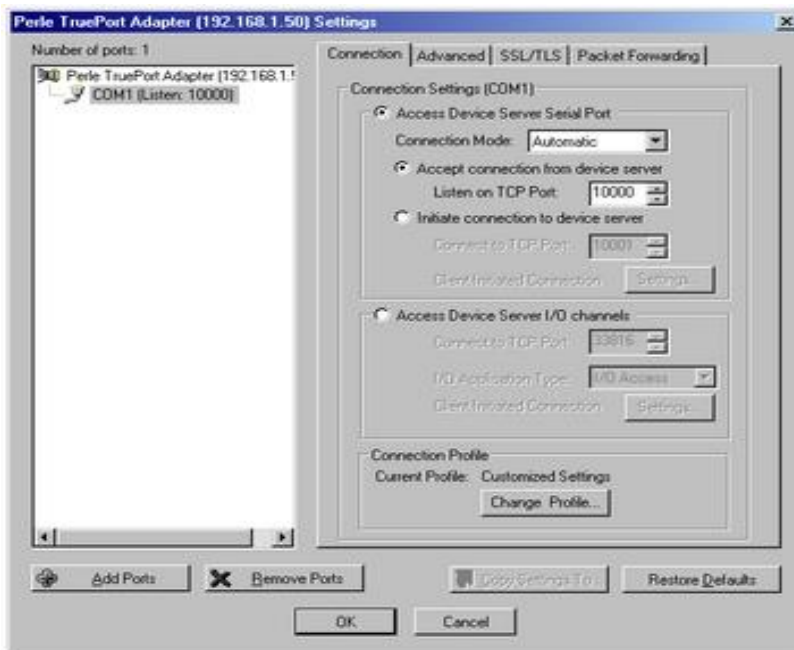 Perle TruePort Adapter (192.168.1.50) Settings
Number of ports: 1
Perle TruePort Adapter (192.168.1.5
COM1 (Listen: 10000)
Connection
Advanced
SSL/TLS
Packet Forwarding
Connection Settings (COM1)
Access Device Server Serial Port
Connection Mode: Automatic
Accept connection from device server
Listen on TCP Port: 10000
Initiate connection to device server
Connect to TCP Port: 10001
Client Initiated Connection Settings...
Access Device Server I/O channels
Connect to TCP Port: 33816
I/O Application Type: I/O Access
Client Initiated Connection Settings...
Connection Profile
Current Profile: Customized Settings
Change Profile...
Add Ports
Remove Ports
Copy Settings To...
Restore Defaults
OK
Cancel